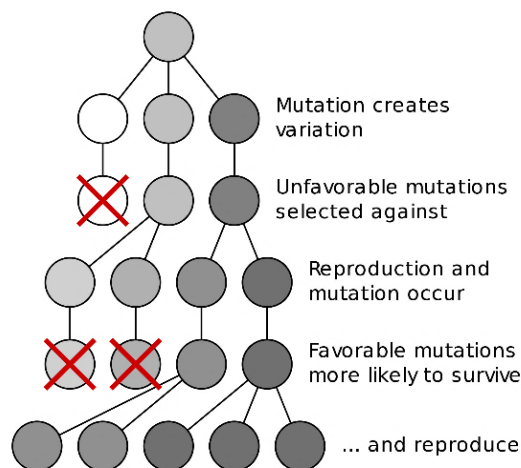 Mutation creates
variation
Unfavorable mutations
selected against
Reproduction and
mutation occur
Favorable mutations
more likely to survive
... and reproduce